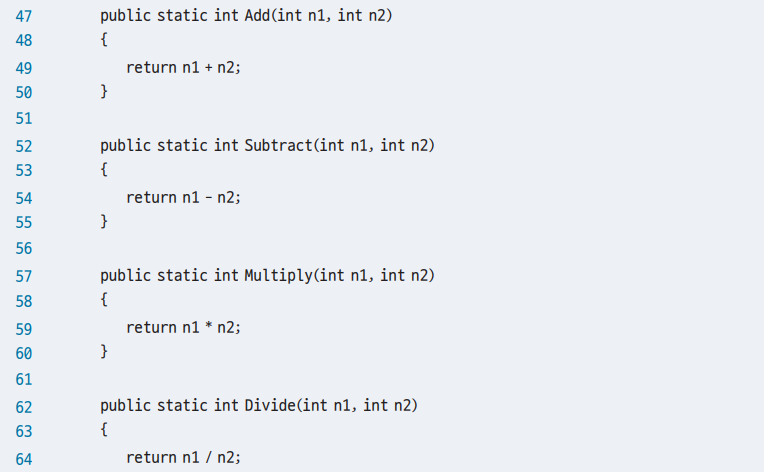 47 public static int Add(int n1, int n2)
48 {
49 return n1 + n2;
50 }
51
52 public static int Subtract(int n1, int n2)
53 {
54 return n1 - n2;
55 }
56
57 public static int Multiply(int n1, int n2)
58 {
59 return n1 * n2;
60 }
61
62 public static int Divide(int n1, int n2)
63 {
64 return n1 / n2;